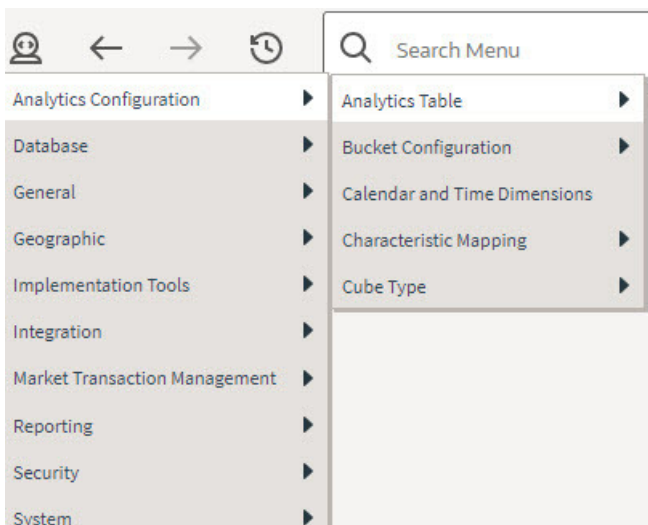 Search Menu
Analytics Configuration
Database
General
Geographic
Implementation Tools
Integration
Market Transaction Management
Reporting
Security
System
Analytics Table
Bucket Configuration
Calendar and Time Dimensions
Characteristic Mapping
Cube Type